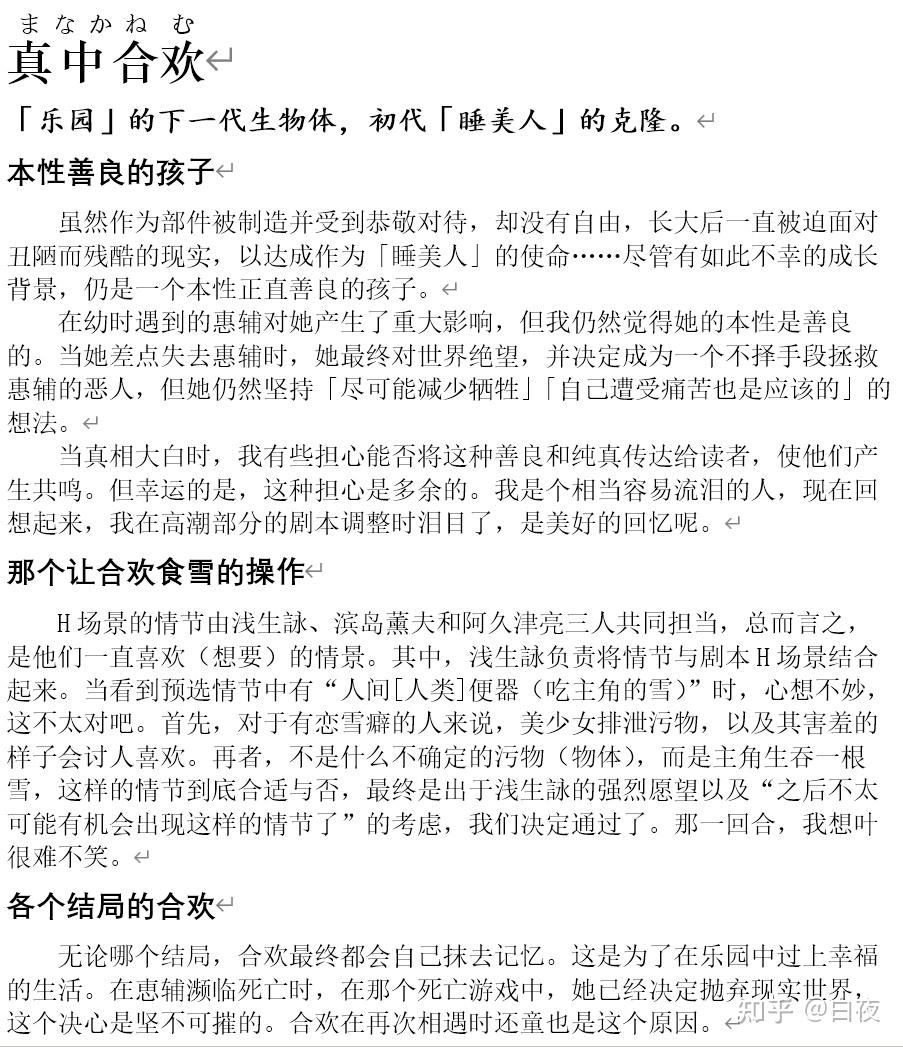 まなかねむ
真中合欢
「乐园」的下一代生物体，初代「睡美人」的克隆。
本性善良的孩子
虽然作为部件被制造并受到恭敬对待，却没有自由，长大后一直被迫面对
丑陋而残酷的现实，以达成作为「睡美人」的使命……尽管有如此不幸的成长
背景，仍是一个本性正直善良的孩子。
在幼时遇到的惠辅对她产生了重大影响，但我仍然觉得她的本性是善良
的。当她差点失去惠辅时，她最终对世界绝望，并决定成为一个不择手段拯救
惠辅的恶人，但她仍然坚持「尽可能减少牺牲」「自己遭受痛苦也是应该的」的
想法。
当真相大白时，我有些担心能否将这种善良和纯真传达给读者，使他们产
生共鸣。但幸运的是，这种担心是多余的。我是个相当容易流泪的人，现在回
想起来，我在高潮部分的剧本调整时泪目了，是美好的回忆呢。
那个让合欢食雪的操作
H 场景的情节由浅生詠、滨岛薫夫和阿久津亮三人共同担当，总而言之，
是他们一直喜欢（想要）的情景。其中，浅生詠负责将情节与剧本 H 场景结合
起来。当看到预选情节中有“人间[人类]便器（吃主角的雪）”时，心想不妙，
这不太对吧。首先，对于有恋雪癖的人来说，美少女排泄污物，以及其害羞的
样子会讨人喜欢。再者，不是什么不确定的污物（物体），而是主角生吞一根
雪，这样的情节到底合适与否，最终是出于浅生詠的强烈愿望以及“之后不太
可能有机会出现这样的情节了”的考虑，我们决定通过了。那一回合，我想叶
很难不笑。
各个结局的合欢
无论哪个结局，合欢最终都会自己抹去记忆。这是为了在乐园中过上幸福
的生活。在惠辅濒临死亡时，在那个死亡游戏中，她已经决定抛弃现实世界，
这个决心是坚不可摧的。合欢在再次相遇时还童也是这个原因。
知乎 @白夜